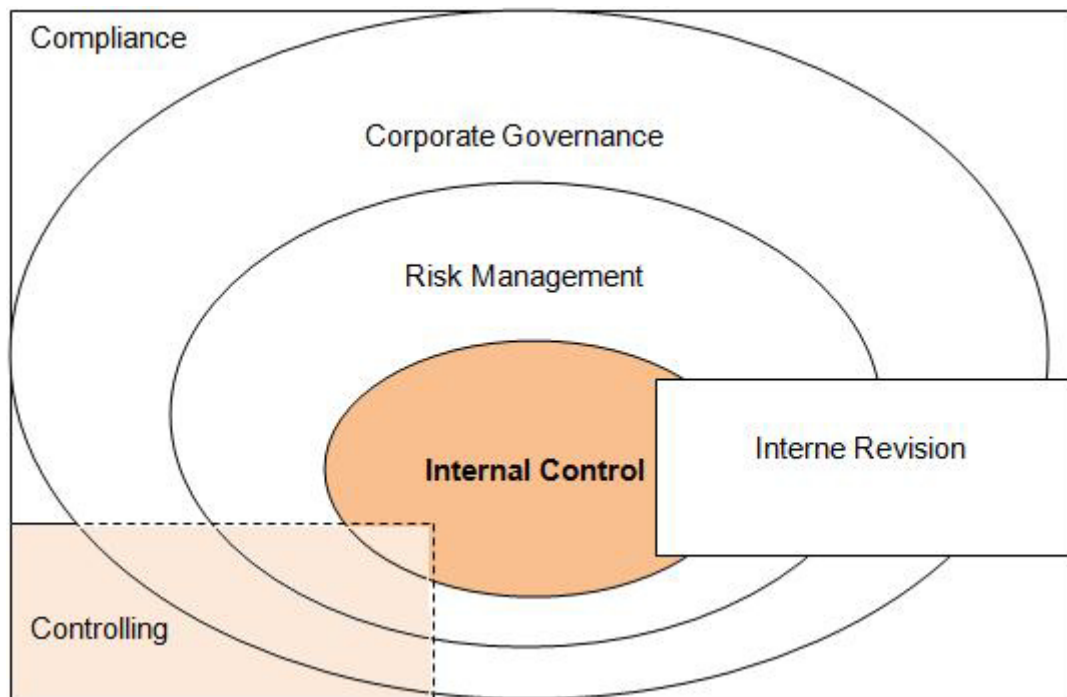 Compliance
Corporate Governance
Risk Management
Internal Control
Interne Revision
Controlling